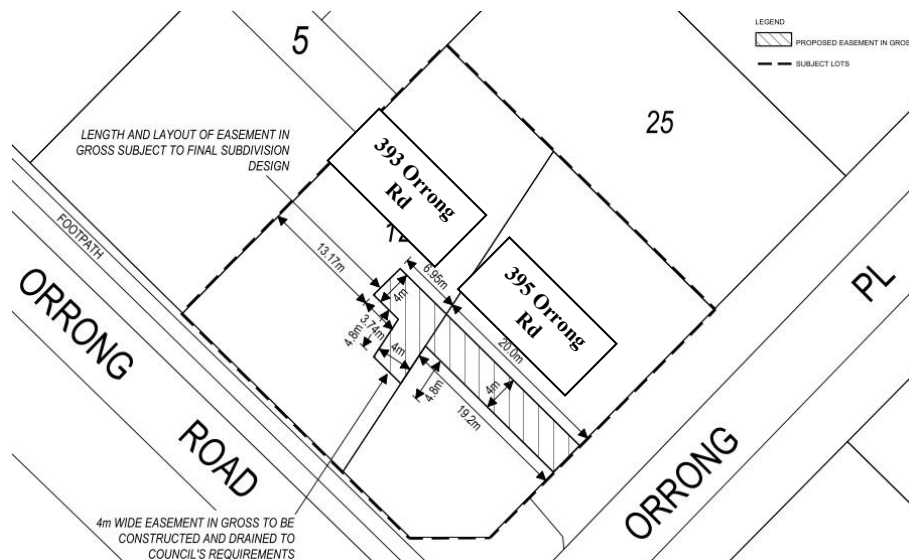 LEGEND
PROPOSED EASEMENT IN GROSS
SUBJECT LOTS
5
25
LENGTH AND LAYOUT OF EASEMENT IN
GROSS SUBJECT TO FINAL SUBDIVISION
DESIGN
393 Orrong
Rd
395 Orrong
Rd
FOOTPATH
13.17m
6.95m
4m
3.74m
4.8m
4m
20.0m
4m
4.8m
19.2m
ORRONG
ROAD
ORRONG
PL
4m WIDE EASEMENT IN GROSS TO BE
CONSTRUCTED AND DRAINED TO
COUNCIL'S REQUIREMENTS